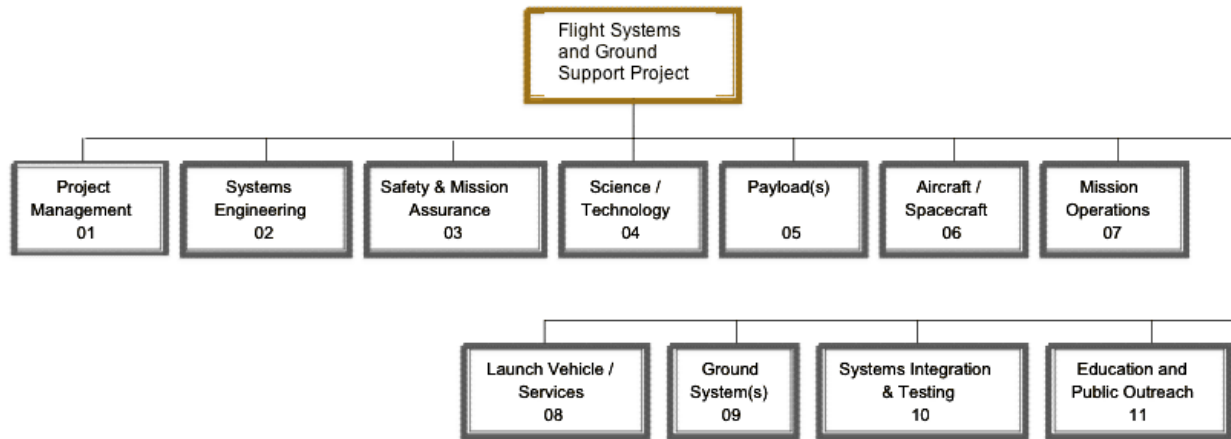 Flight Systems
and Ground
Support Project
Project
Management
01
Systems
Engineering
02
Safety & Mission
Assurance
03
Science /
Technology
04
Payload(s)
05
Aircraft /
Spacecraft
06
Mission
Operations
07
Launch Vehicle /
Services
08
Ground
System(s)
09
Systems Integration
& Testing
10
Education and
Public Outreach
11